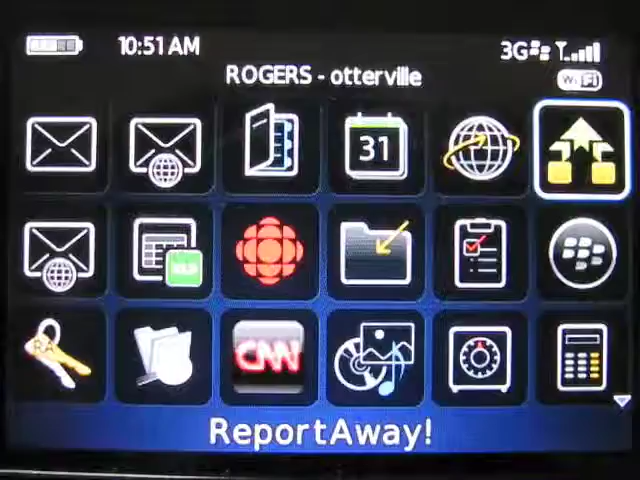 10:51 AM
3G
ROGERS - otterville
WiFi
31
CNN
ReportAway!